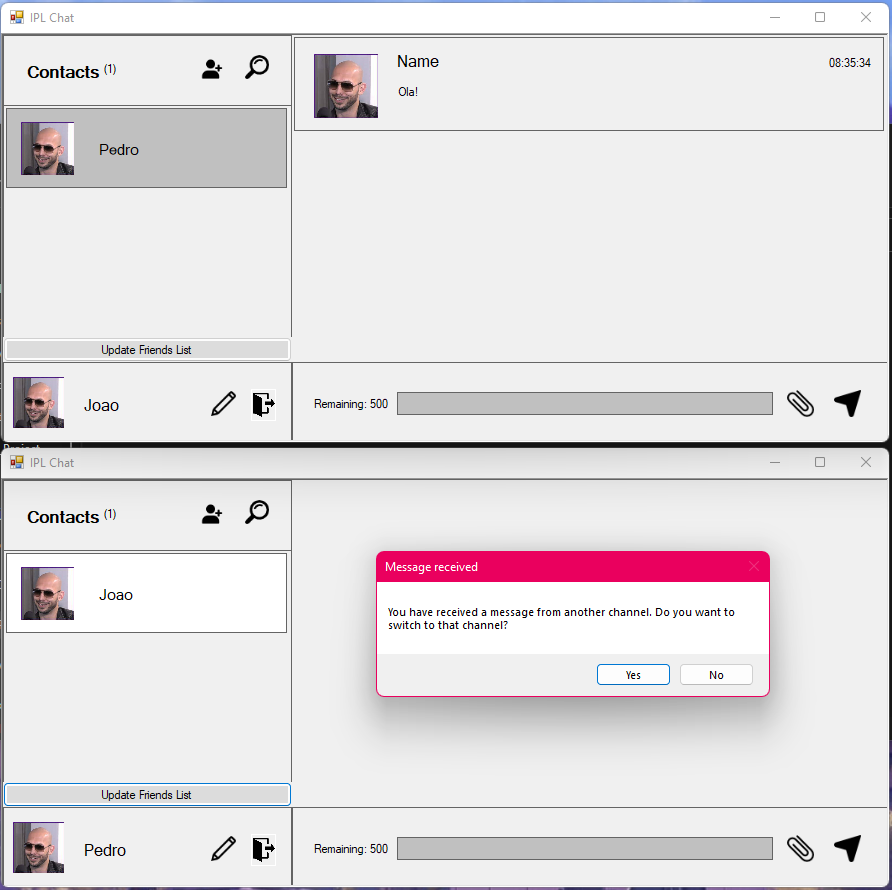 IPL Chat
Contacts (1)
Pedro
Update Friends List
Joao
Name
08:35:34
Ola!
Remaining: 500
IPL Chat
Contacts (1)
Joao
Update Friends List
Pedro
Message received
You have received a message from another channel. Do you want to
switch to that channel?
Yes
No
Remaining: 500